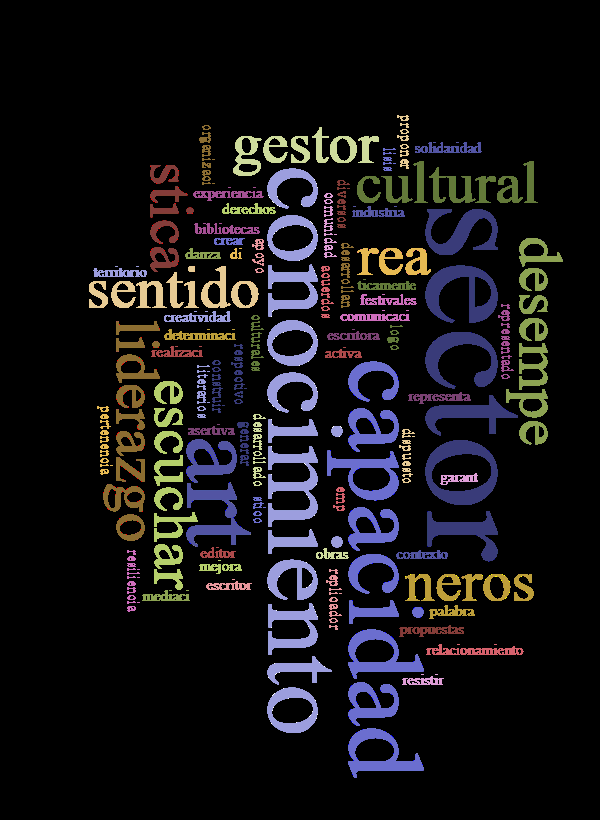 proponer
organizaci
gestor
lisis
solidaridad
stica
conocimiento
cultural
experiencia
diversos
comunidad
derechos
industria
sector
bibliotecas
crear
apoyo
danza
di
rea
desempe
desarrollan
territorio
sentido
acuerdos
ticamente
festivales
representado
creatividad
culturales
comunicaci
liderazgo
determinaci
escritora
logo
realizaci
respectivo
activa
construir
literarios
capacidad
escuchar
representa
pertenencia
desarrollado
generar
asertiva
art
dispuesto
garant
emp
stico
resiliencia
editor
obras
contexto
mejora
replicador
neros
escritor
mediaci
palabra
propuestas
relacionamiento
resistir